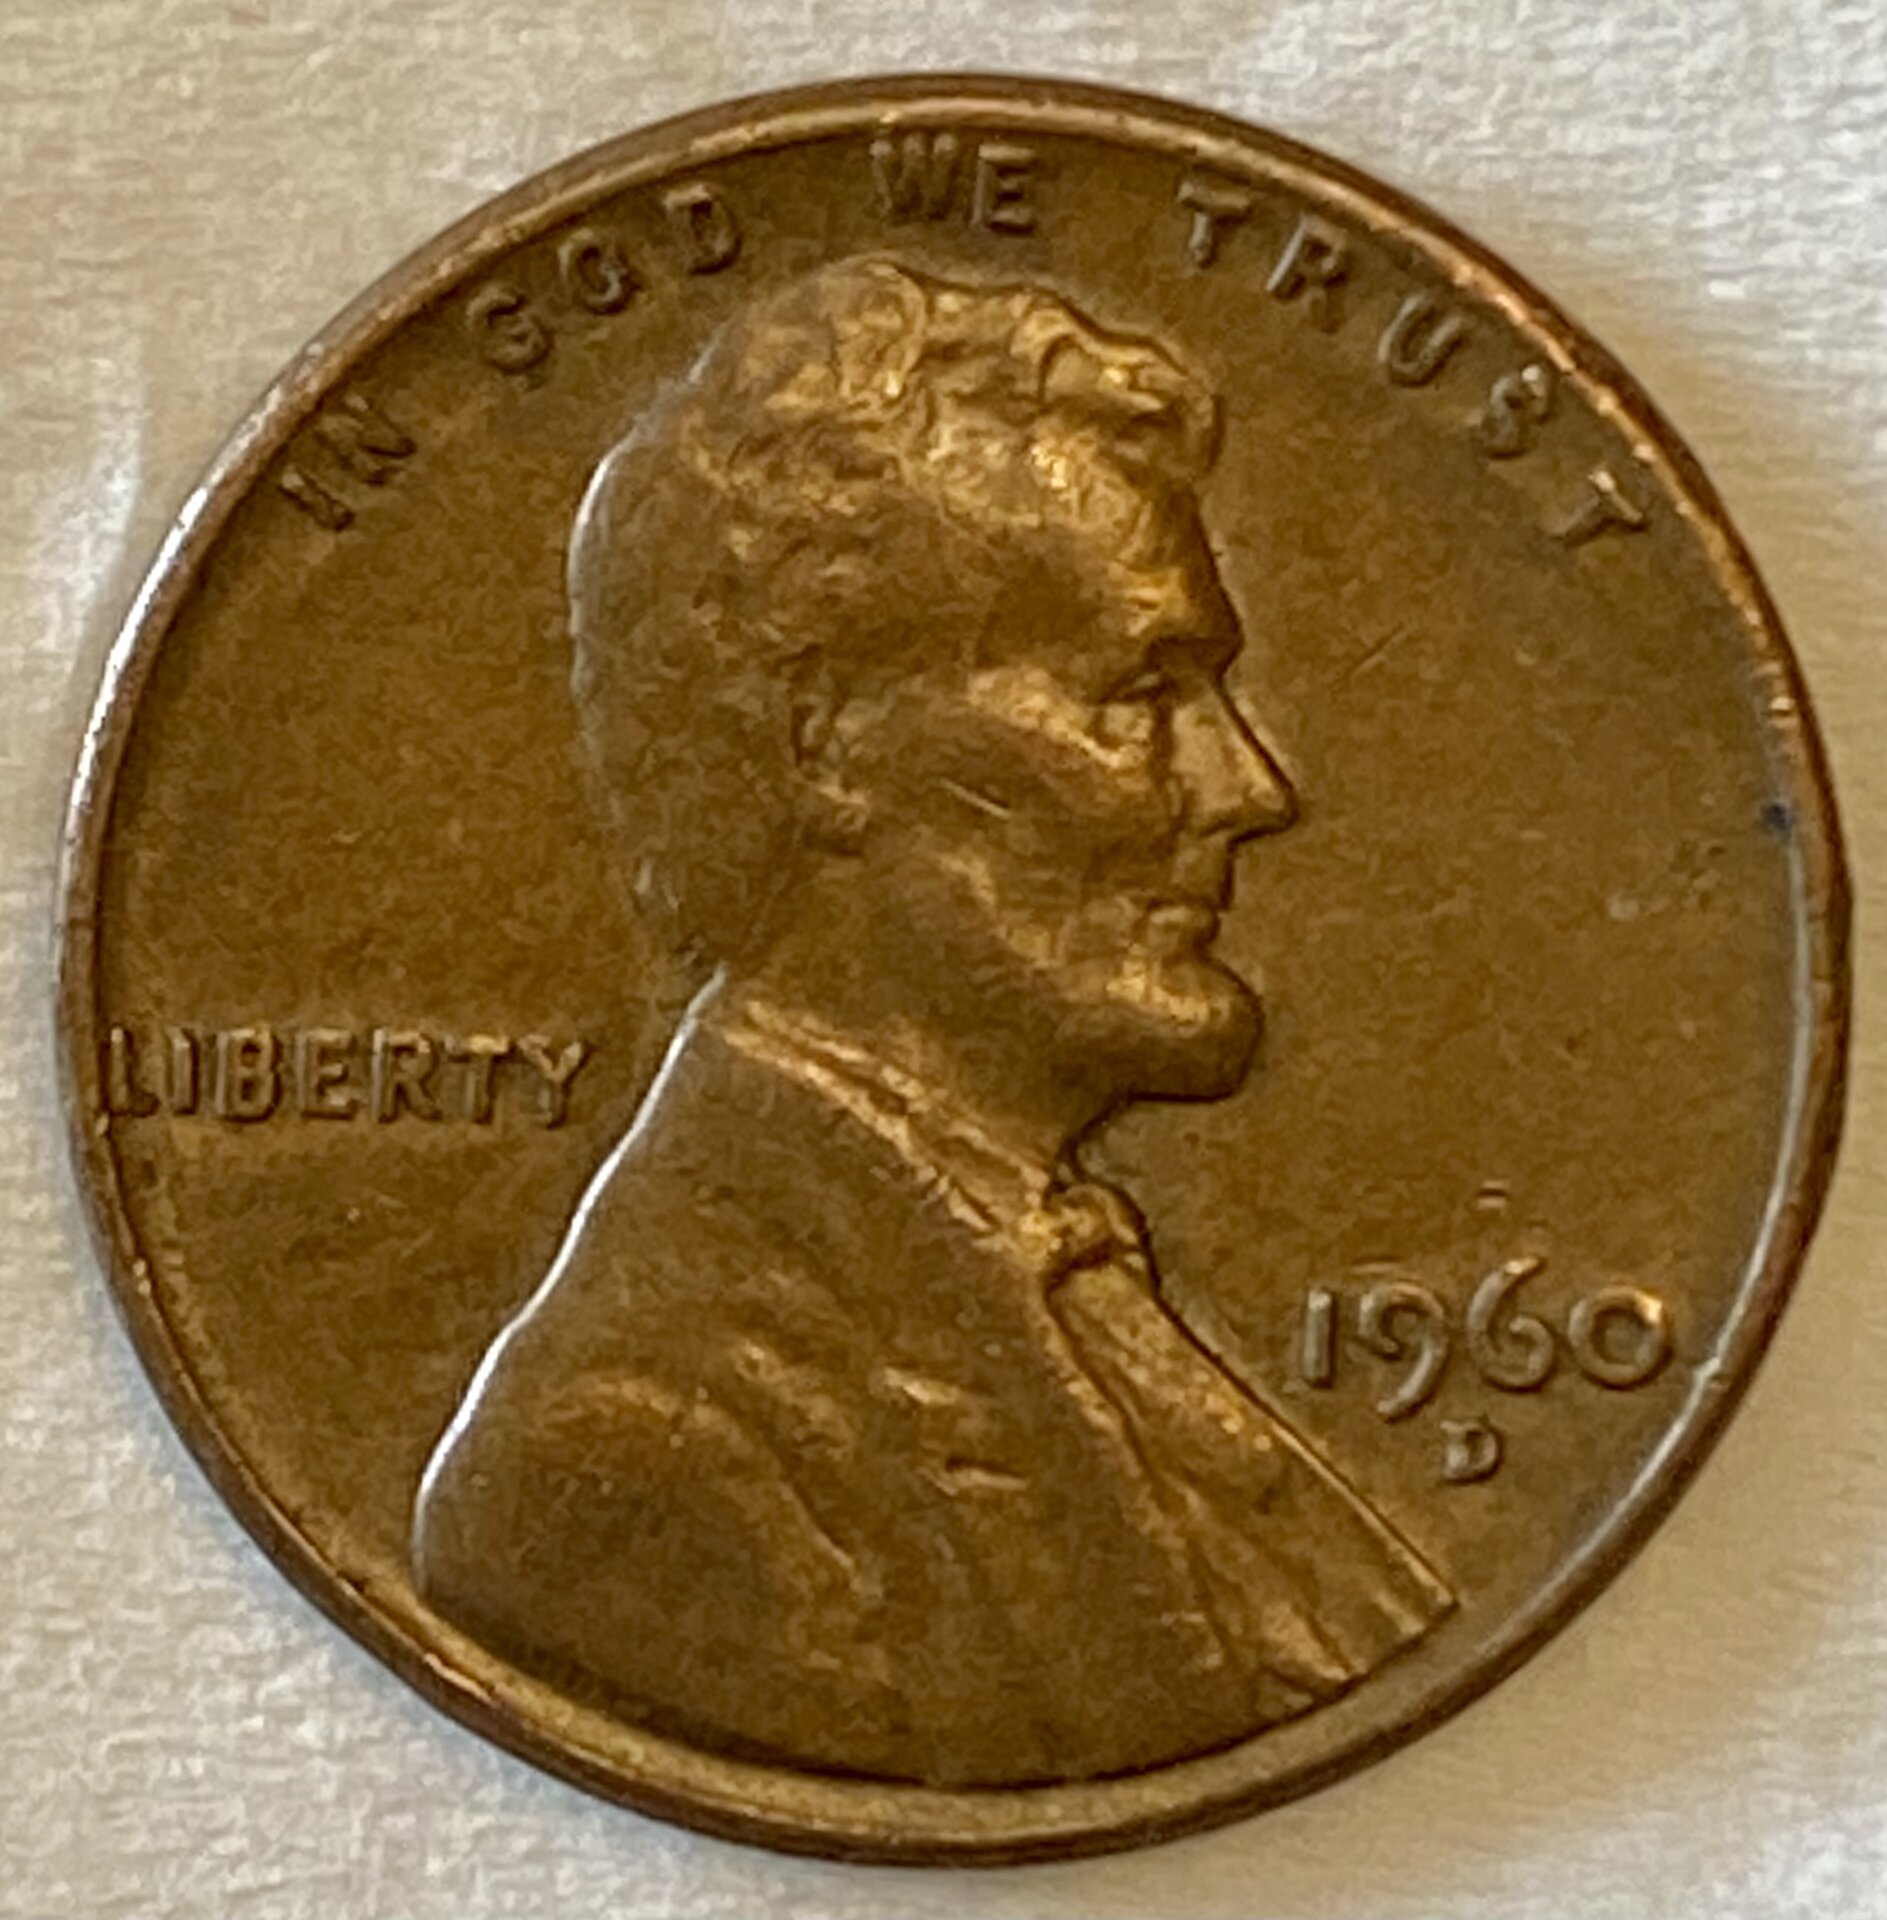 IN GOD WE TRUST
LIBERTY
1960
D